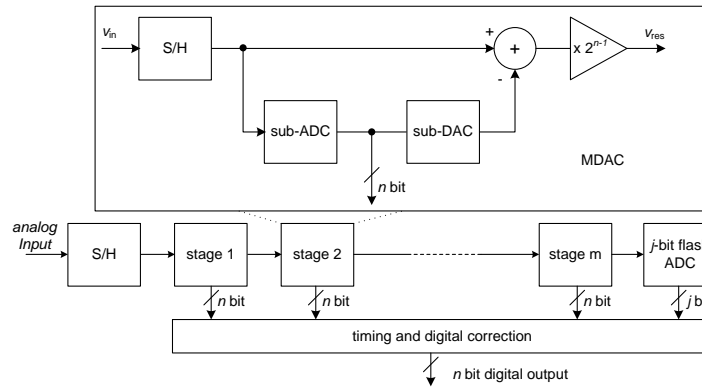 v_in
S/H
+
+
-
x 2^{n-1}
v_res
sub-ADC
sub-DAC
MDAC
n bit
analog
Input
S/H
stage 1
stage 2
stage m
j-bit flas
ADC
n bit
n bit
n bit
j b
timing and digital correction
n bit digital output